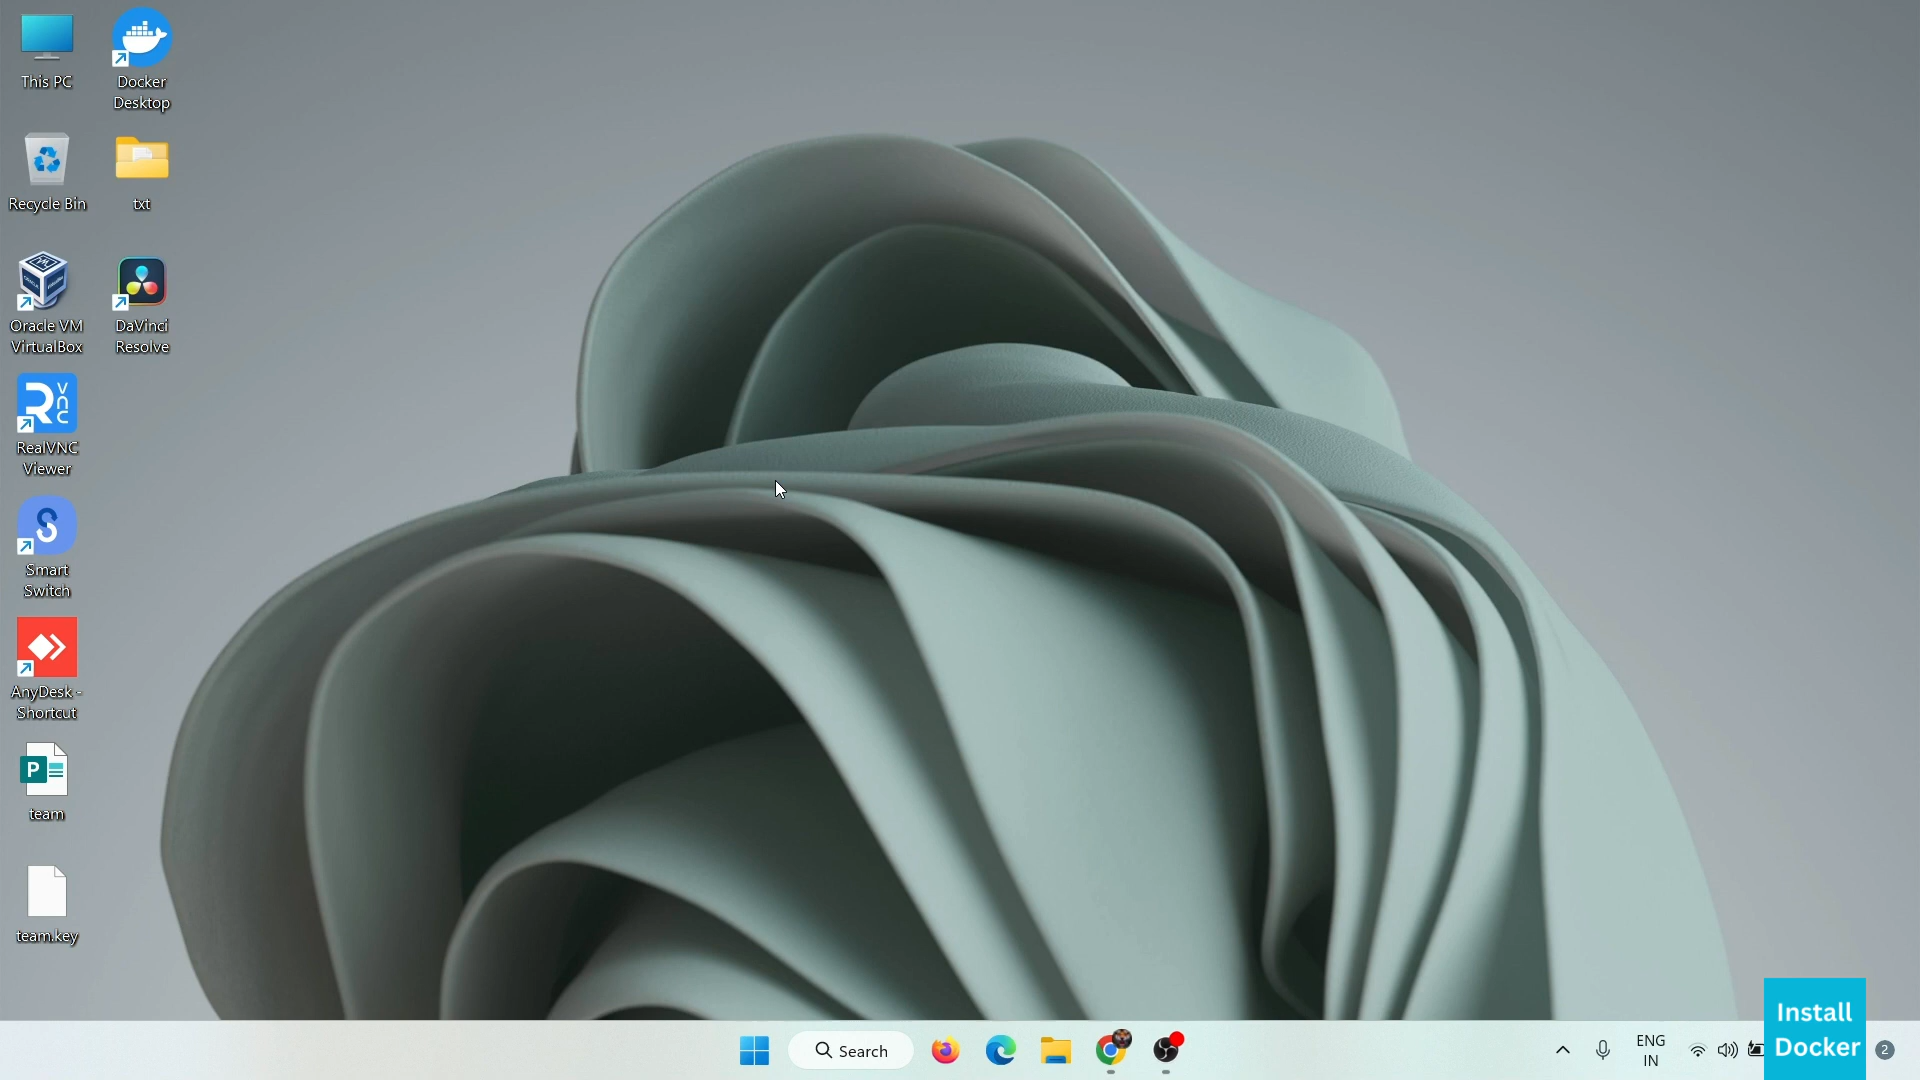 This PC
Docker
Desktop
Recycle Bin
txt
Oracle VM
VirtualBox
DaVinci
Resolve
RealVNC
Viewer
Smart
Switch
AnyDesk -
Shortcut
team
team.key
Search
ENG
IN
Install
Docker
2